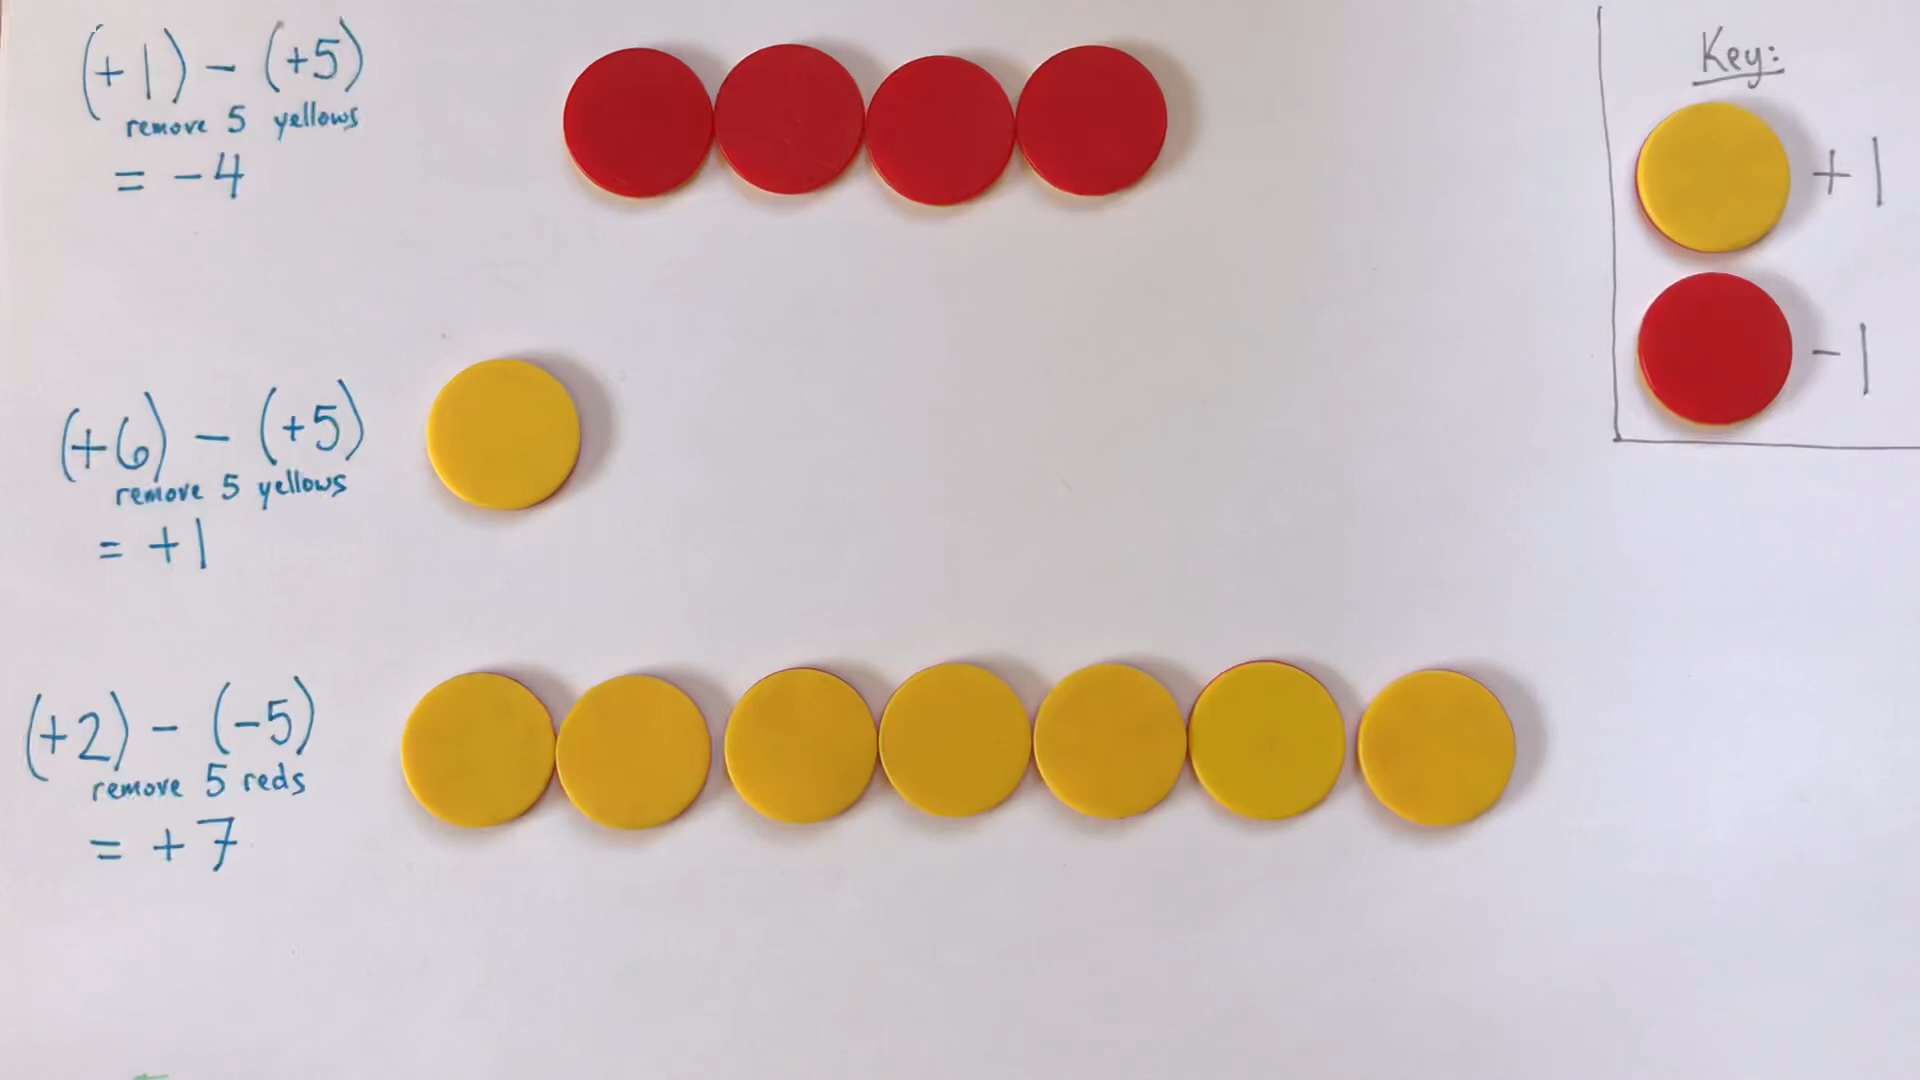 (+1) - (+5)
remove 5 yellows
= -4
(+6) - (+5)
remove 5 yellows
= +1
(+2) - (-5)
remove 5 reds
= +7
Key:
+1
-1